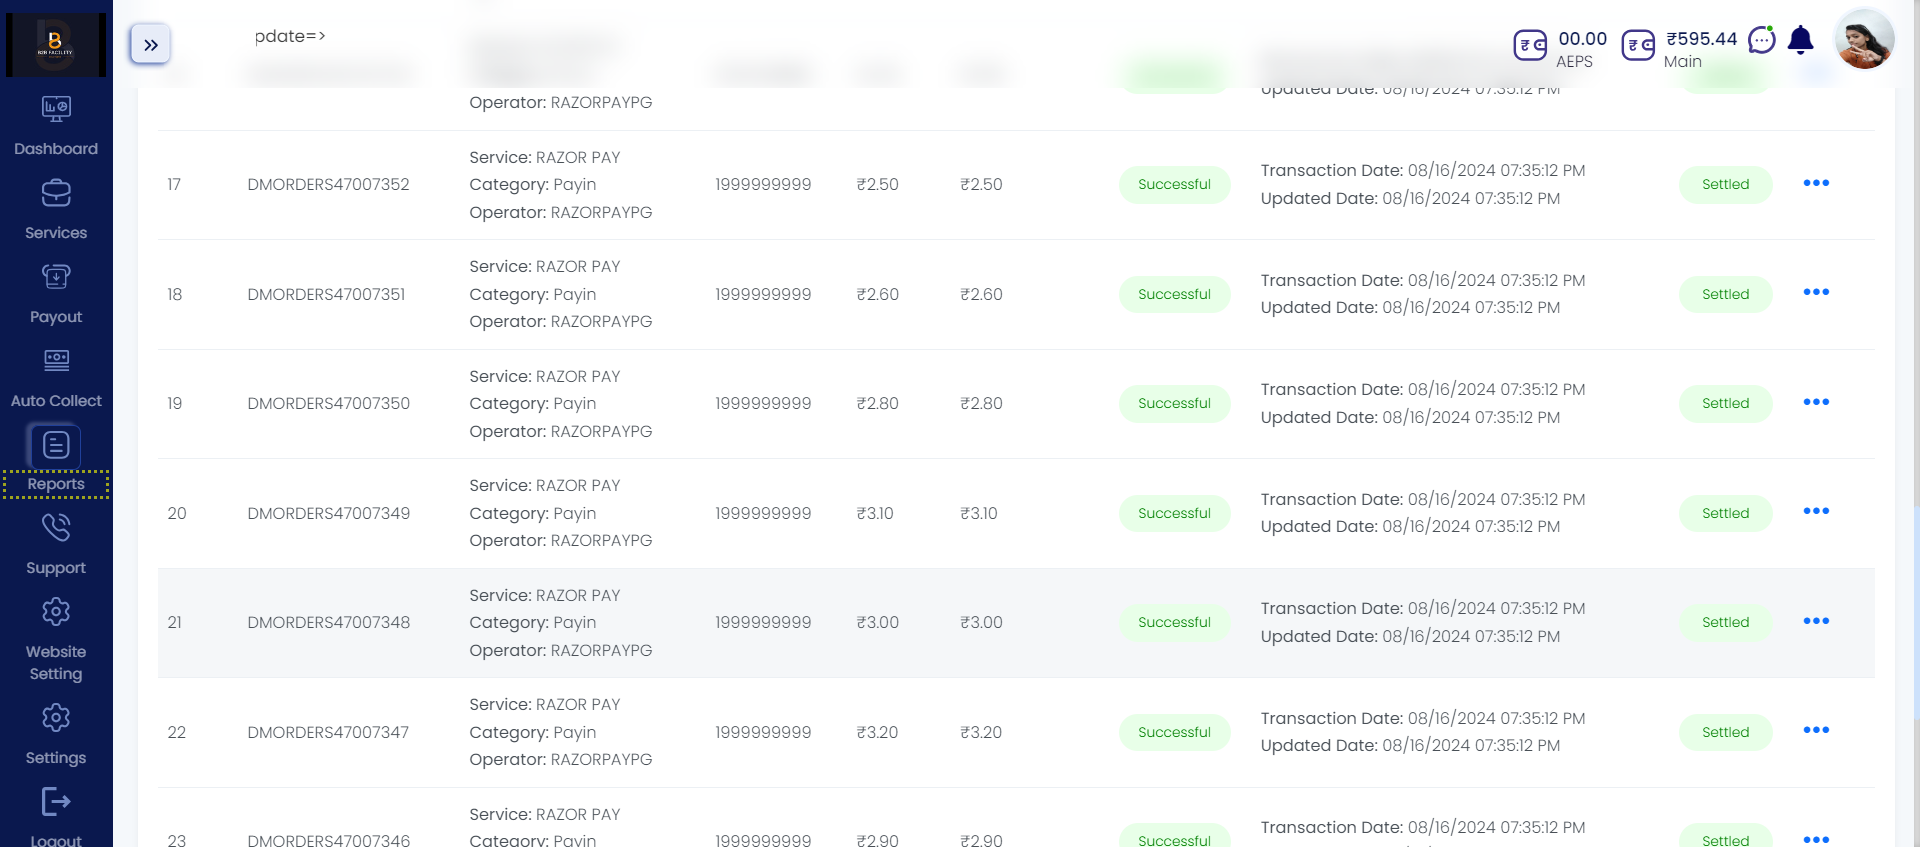 B2B FACILITY
pdate=>
00.00
AEPS
₹595.44
Main
Dashboard
Services
Payout
Auto Collect
Reports
Support
Website
Setting
Settings
Logout
Updated Date: 08/16/2024 07:35:12 PM
Operator: RAZORPAYPG
17 DMORDERS47007352 Service: RAZOR PAY
Category: Payin
Operator: RAZORPAYPG
1999999999 ₹2.50 ₹2.50 Successful Transaction Date: 08/16/2024 07:35:12 PM
Updated Date: 08/16/2024 07:35:12 PM
Settled
18 DMORDERS47007351 Service: RAZOR PAY
Category: Payin
Operator: RAZORPAYPG
1999999999 ₹2.60 ₹2.60 Successful Transaction Date: 08/16/2024 07:35:12 PM
Updated Date: 08/16/2024 07:35:12 PM
Settled
19 DMORDERS47007350 Service: RAZOR PAY
Category: Payin
Operator: RAZORPAYPG
1999999999 ₹2.80 ₹2.80 Successful Transaction Date: 08/16/2024 07:35:12 PM
Updated Date: 08/16/2024 07:35:12 PM
Settled
20 DMORDERS47007349 Service: RAZOR PAY
Category: Payin
Operator: RAZORPAYPG
1999999999 ₹3.10 ₹3.10 Successful Transaction Date: 08/16/2024 07:35:12 PM
Updated Date: 08/16/2024 07:35:12 PM
Settled
21 DMORDERS47007348 Service: RAZOR PAY
Category: Payin
Operator: RAZORPAYPG
1999999999 ₹3.00 ₹3.00 Successful Transaction Date: 08/16/2024 07:35:12 PM
Updated Date: 08/16/2024 07:35:12 PM
Settled
22 DMORDERS47007347 Service: RAZOR PAY
Category: Payin
Operator: RAZORPAYPG
1999999999 ₹3.20 ₹3.20 Successful Transaction Date: 08/16/2024 07:35:12 PM
Updated Date: 08/16/2024 07:35:12 PM
Settled
23 DMORDERS47007346 Service: RAZOR PAY
Category: Payin
1999999999 ₹2.90 ₹2.90 Successful Transaction Date: 08/16/2024 07:35:12 PM
Settled